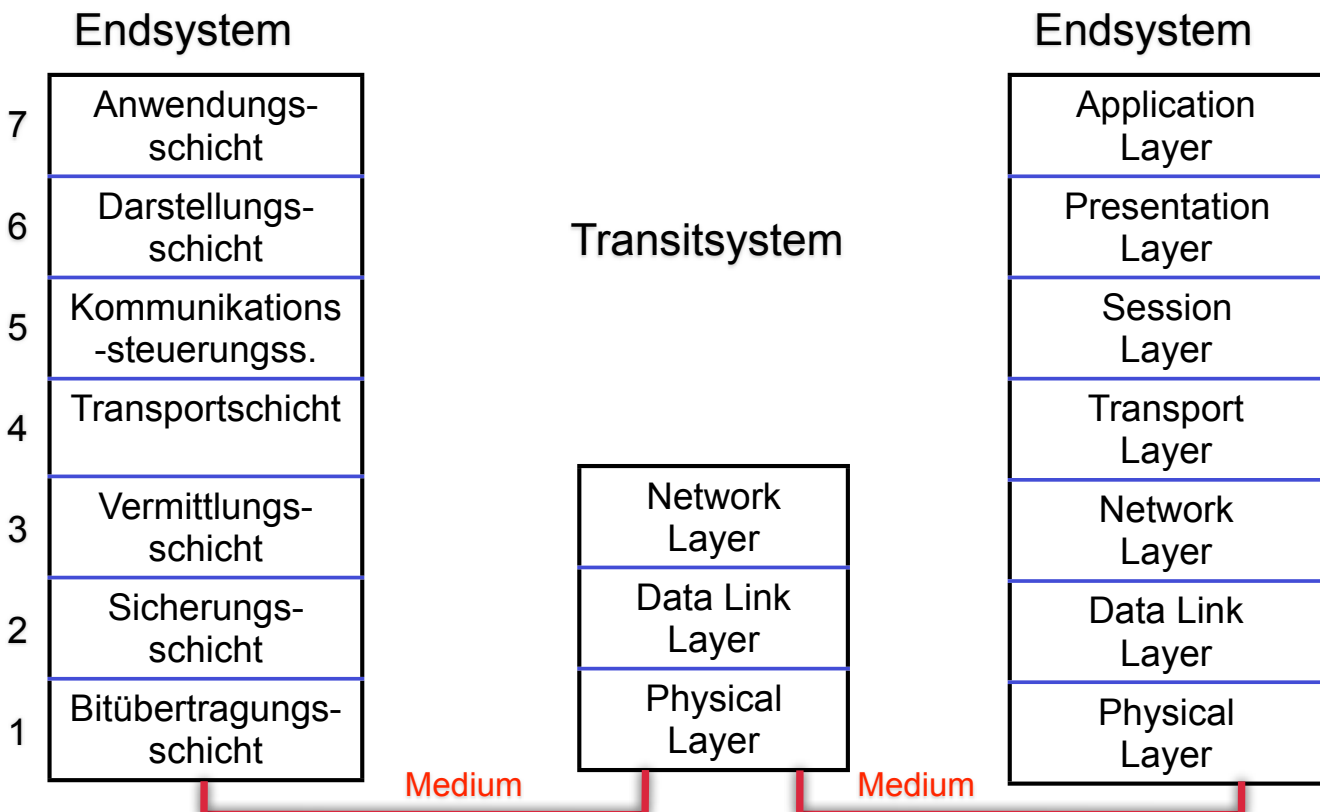 Endsystem
7
Anwendungs-
schicht
6
Darstellungs-
schicht
5
Kommunikations
-steuerungss.
4
Transportschicht
3
Vermittlungs-
schicht
2
Sicherungs-
schicht
1
Bitübertragungs-
schicht
Medium
Transitsystem
Network
Layer
Data Link
Layer
Physical
Layer
Medium
Endsystem
Application
Layer
Presentation
Layer
Session
Layer
Transport
Layer
Network
Layer
Data Link
Layer
Physical
Layer